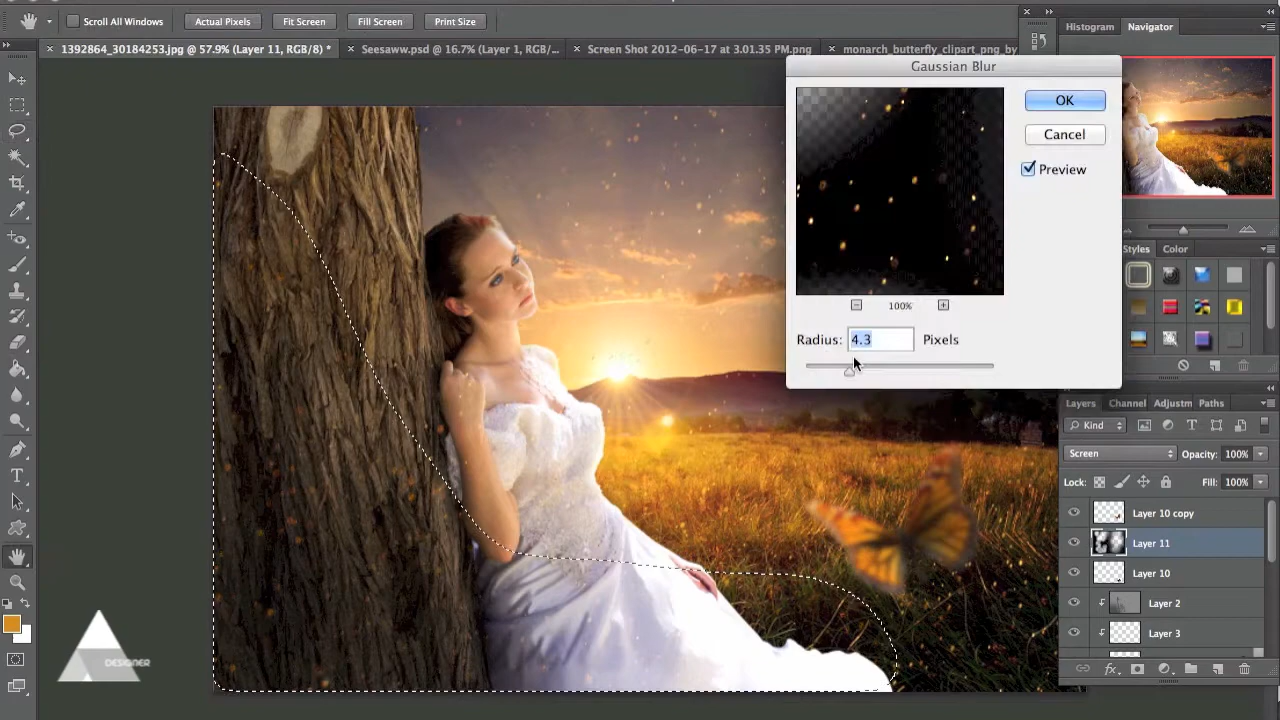 Scroll All Windows
Actual Pixels
Fit Screen
Fill Screen
Print Size
1392864_30184253.jpg @ 57.9% (Layer 11, RGB/8) *
Seesaww.psd @ 16.7% (Layer 1, RGB/...
Screen Shot 2012-06-17 at 3.01.35 PM.png
monarch_butterfly_clipart_png_by
Histogram
Navigator
Gaussian Blur
OK
Cancel
Preview
100%
Radius: 4.3 Pixels
Styles
Color
Layers
Channel
Adjustm
Paths
Kind
Screen
Opacity: 100%
Lock:
Fill: 100%
Layer 10 copy
Layer 11
Layer 10
Layer 2
Layer 3
DESIGNER